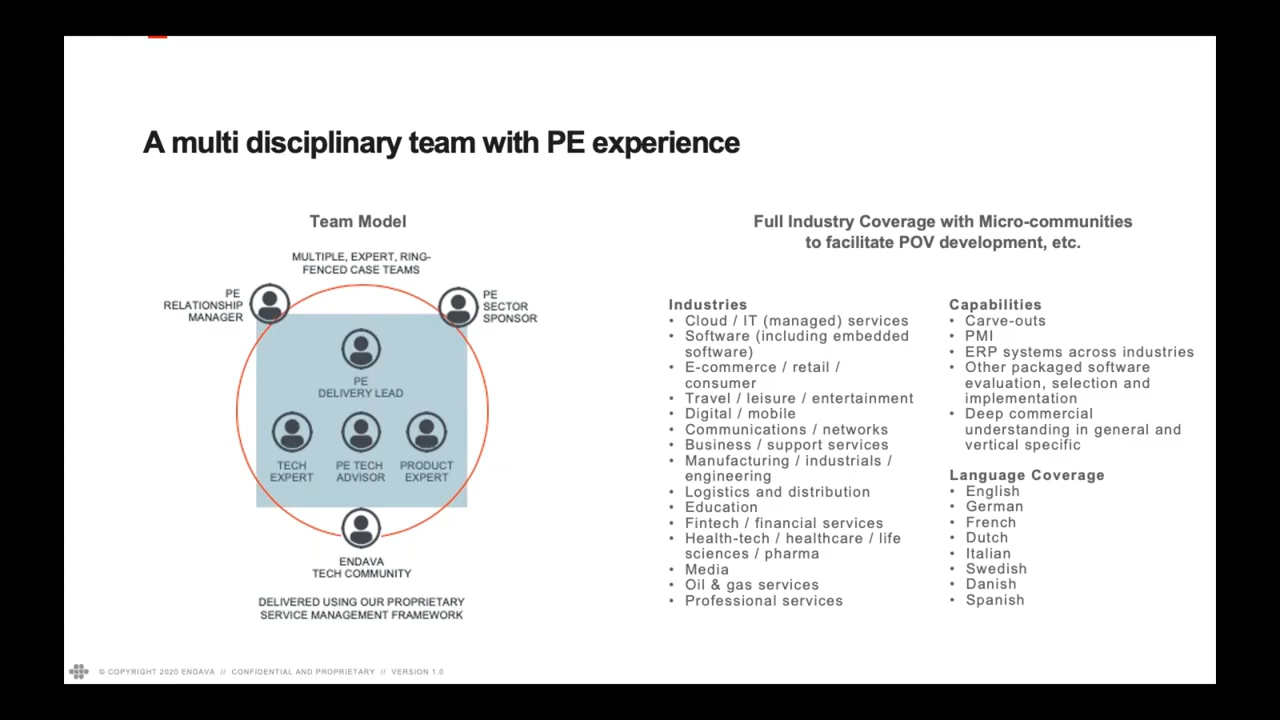 A multi disciplinary team with PE experience
Team Model
MULTIPLE, EXPERT, RING-
FENCED CASE TEAMS
PE
RELATIONSHIP
MANAGER
PE
SECTOR
SPONSOR
PE
DELIVERY LEAD
TECH
EXPERT
PE TECH
ADVISOR
PRODUCT
EXPERT
ENDAVA
TECH COMMUNITY
DELIVERED USING OUR PROPRIETARY
SERVICE MANAGEMENT FRAMEWORK
Full Industry Coverage with Micro-communities
to facilitate POV development, etc.
Industries
• Cloud / IT (managed) services
• Software (including embedded
software)
• E-commerce / retail /
consumer
• Travel / leisure / entertainment
• Digital / mobile
• Communications / networks
• Business / support services
• Manufacturing / industrials /
engineering
• Logistics and distribution
• Education
• Fintech / financial services
• Health-tech / healthcare / life
sciences / pharma
• Media
• Oil & gas services
• Professional services
Capabilities
• Carve-outs
• PMI
• ERP systems across industries
• Other packaged software
evaluation, selection and
implementation
• Deep commercial
understanding in general and
vertical specific
Language Coverage
• English
• German
• French
• Dutch
• Italian
• Swedish
• Danish
• Spanish
© COPYRIGHT 2020 ENDAVA // CONFIDENTIAL AND PROPRIETARY // VERSION 1.0